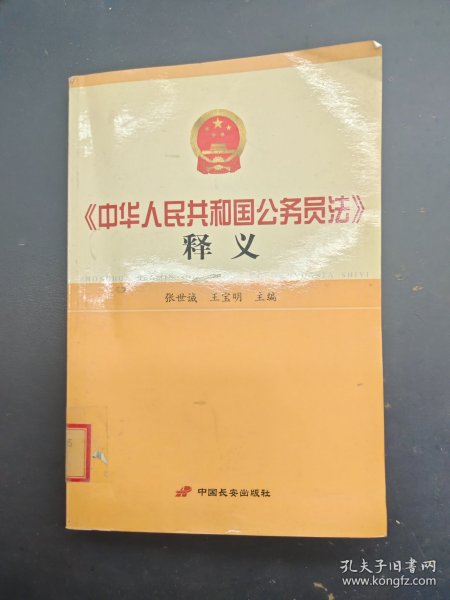 《中华人民共和国公务员法》
释义
张世诚 王宝明 主编
中国长安出版社
孔夫子旧书网
www.kongfz.com